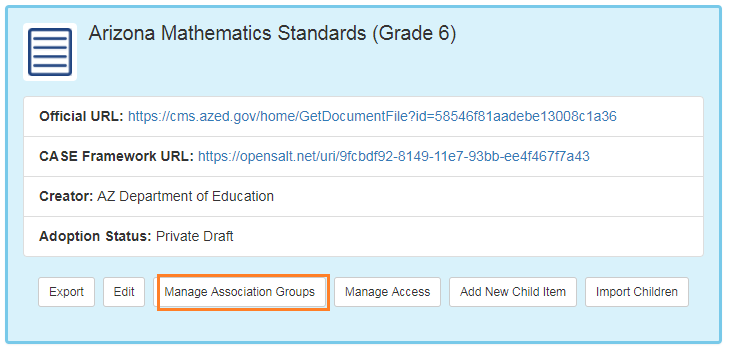 Arizona Mathematics Standards (Grade 6)
Official URL: https://cms.azed.gov/home/GetDocumentFile?id=58546f81aadebe13008c1a36
CASE Framework URL: https://opensalt.net/uri/9fcbdf92-8149-11e7-93bb-ee4f467f7a43
Creator: AZ Department of Education
Adoption Status: Private Draft
Export Edit Manage Association Groups Manage Access Add New Child Item Import Children